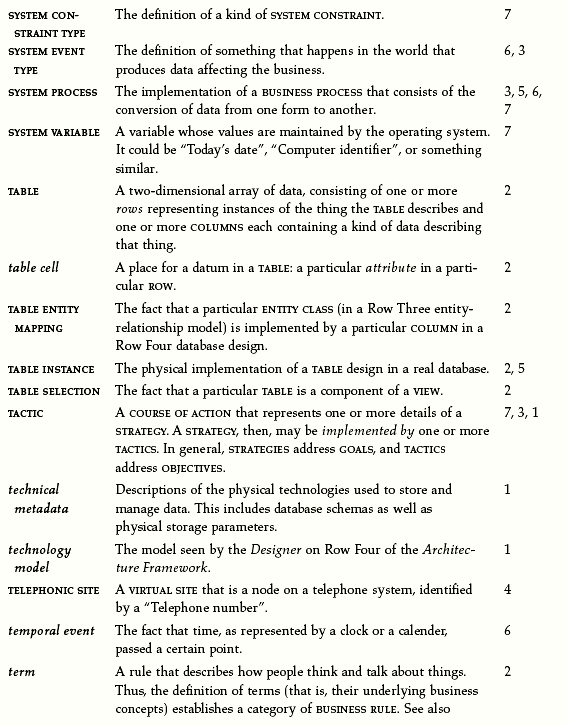 SYSTEM CON- The definition of a kind of SYSTEM CONSTRAINT. 7
STRAINT TYPE
SYSTEM EVENT The definition of something that happens in the world that 6, 3
TYPE produces data affecting the business.
SYSTEM PROCESS The implementation of a BUSINESS PROCESS that consists of the 3, 5, 6,
conversion of data from one form to another. 7
SYSTEM VARIABLE A variable whose values are maintained by the operating system. 7
It could be “Today's date”, “Computer identifier”, or something
similar.
TABLE A two-dimensional array of data, consisting of one or more 2
rows representing instances of the thing the TABLE describes and
one or more COLUMNS each containing a kind of data describing
that thing.
table cell A place for a datum in a TABLE: a particular attribute in a parti- 2
cular ROW.
TABLE ENTITY The fact that a particular ENTITY CLASS (in a Row Three entity- 2
MAPPING relationship model) is implemented by a particular COLUMN in a
Row Four database design.
TABLE INSTANCE The physical implementation of a TABLE design in a real database. 2, 5
TABLE SELECTION The fact that a particular TABLE is a component of a VIEW. 2
TACTIC A COURSE OF ACTION that represents one or more details of a 7, 3, 1
STRATEGY. A STRATEGY, then, may be implemented by one or more
TACTICS. In general, STRATEGIES address GOALS, and TACTICS
address OBJECTIVES.
technical Descriptions of the physical technologies used to store and 1
metadata manage data. This includes database schemas as well as
physical storage parameters.
technology The model seen by the Designer on Row Four of the Architec- 1
model ture Framework.
TELEPHONIC SITE A VIRTUAL SITE that is a node on a telephone system, identified 4
by a “Telephone number”.
temporal event The fact that time, as represented by a clock or a calender, 6
passed a certain point.
term A rule that describes how people think and talk about things. 2
Thus, the definition of terms (that is, their underlying business
concepts) establishes a category of BUSINESS RULE. See also